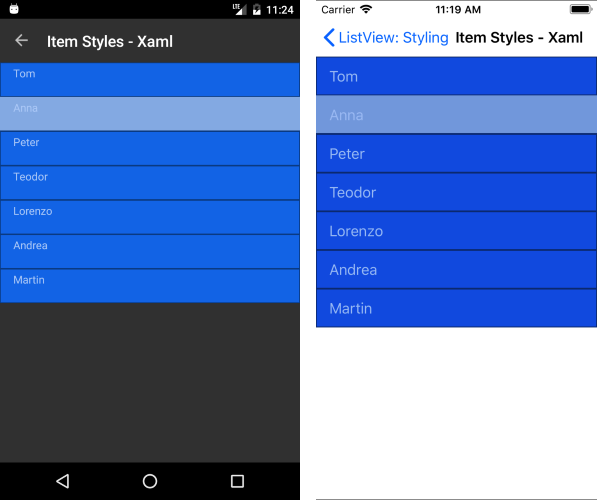 LTE 11:24
Item Styles - Xaml
Tom
Anna
Peter
Teodor
Lorenzo
Andrea
Martin
Carrier 11:19 AM
ListView: Styling Item Styles - Xaml
Tom
Anna
Peter
Teodor
Lorenzo
Andrea
Martin